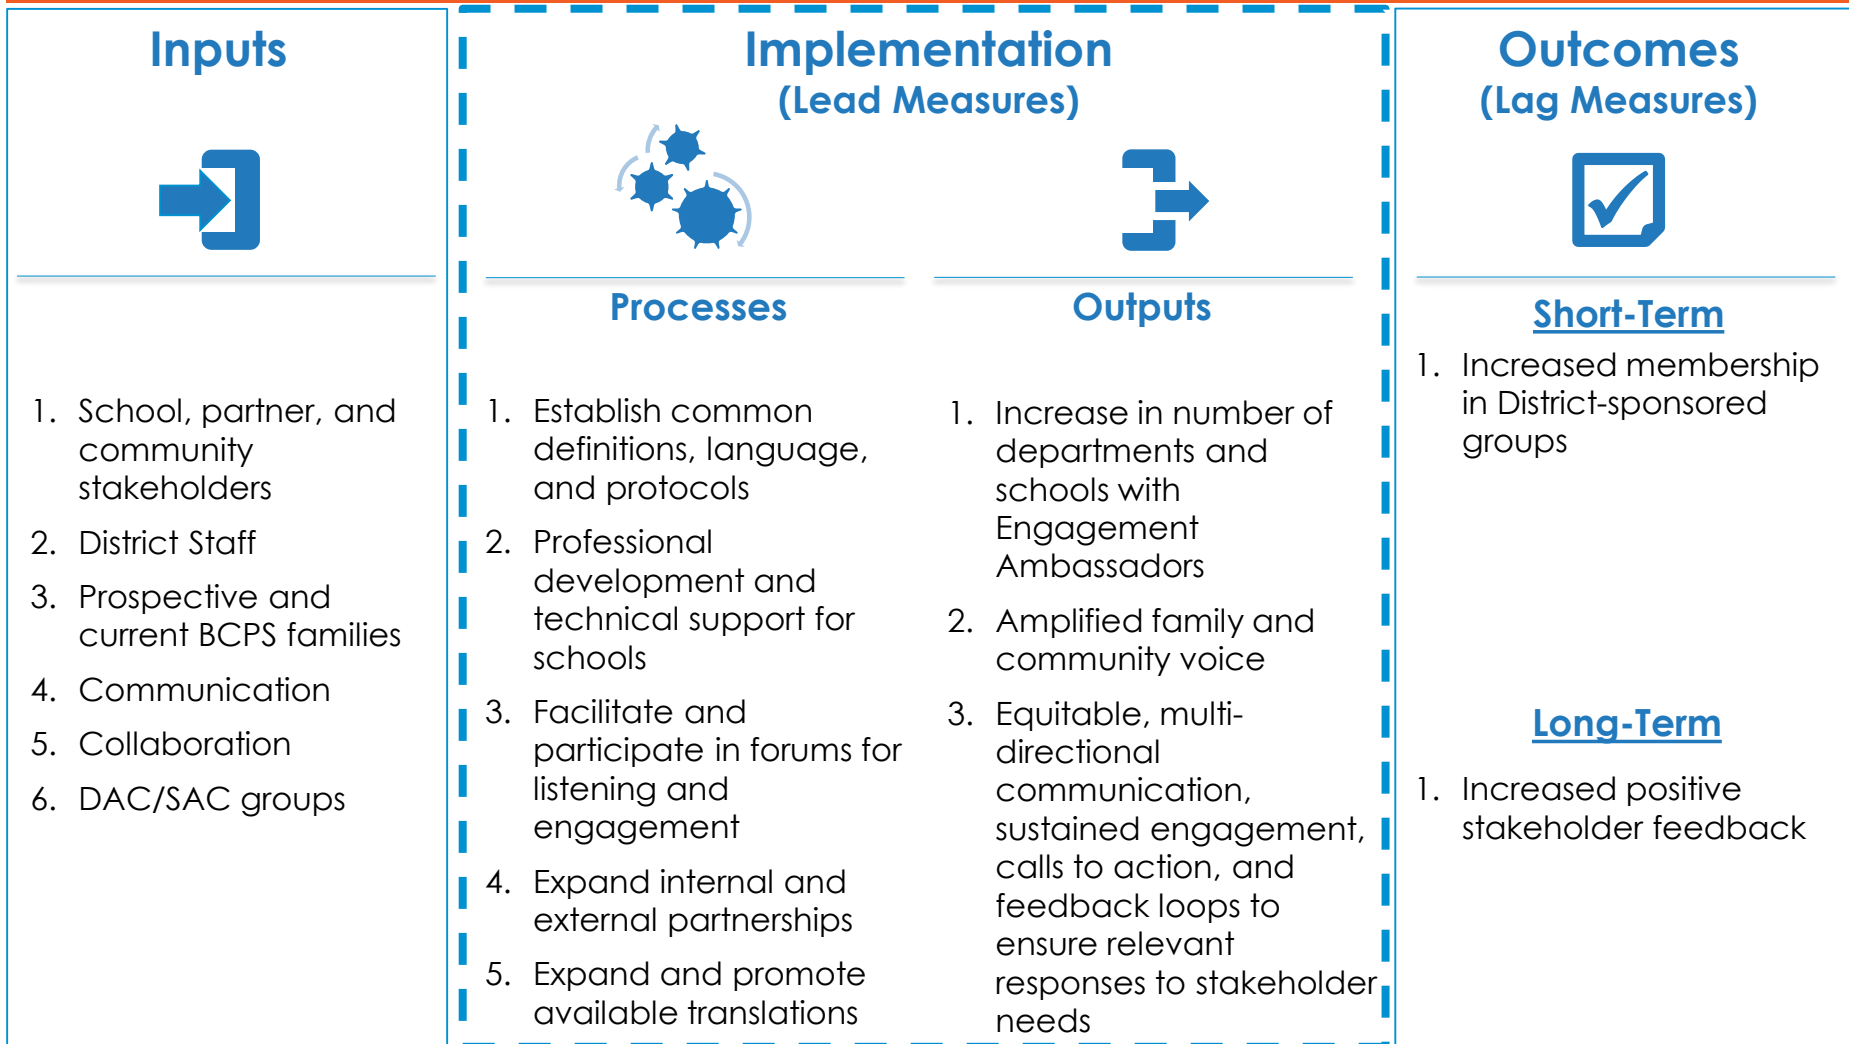 Inputs
1. School, partner, and
community
stakeholders
2. District Staff
3. Prospective and
current BCPS families
4. Communication
5. Collaboration
6. DAC/SAC groups
Implementation
(Lead Measures)
Processes
1. Establish common
definitions, language,
and protocols
2. Professional
development and
technical support for
schools
3. Facilitate and
participate in forums for
listening and
engagement
4. Expand internal and
external partnerships
5. Expand and promote
available translations
Outputs
1. Increase in number of
departments and
schools with
Engagement
Ambassadors
2. Amplified family and
community voice
3. Equitable, multi-
directional
communication,
sustained engagement,
calls to action, and
feedback loops to
ensure relevant
responses to stakeholder
needs
Outcomes
(Lag Measures)
Short-Term
1. Increased membership
in District-sponsored
groups
Long-Term
1. Increased positive
stakeholder feedback